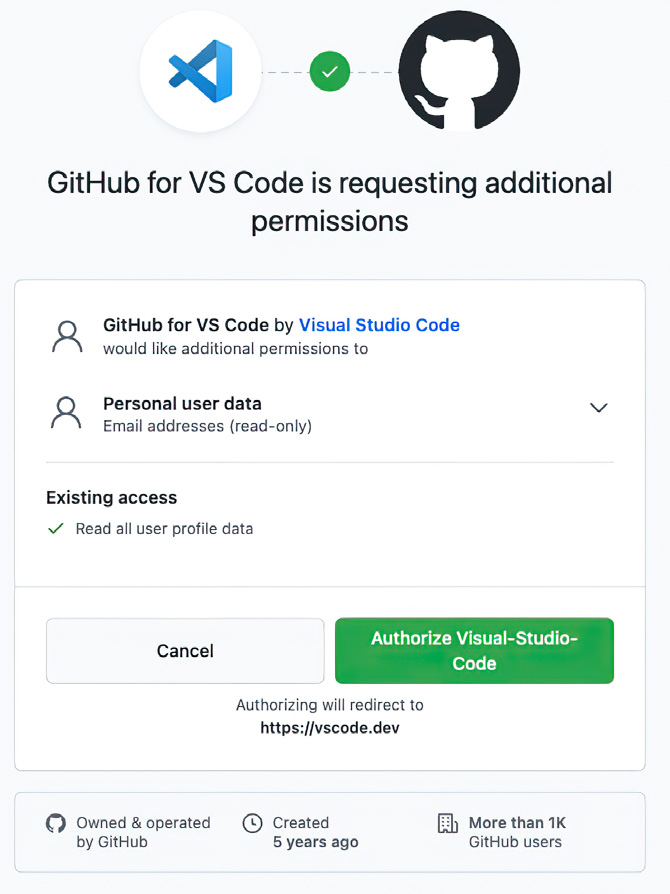 GitHub for VS Code is requesting additional
permissions
GitHub for VS Code by Visual Studio Code
would like additional permissions to
Personal user data
Email addresses (read-only)
Existing access
Read all user profile data
Cancel
Authorize Visual-Studio-
Code
Authorizing will redirect to
https://vscode.dev
Owned & operated
by GitHub
Created
5 years ago
More than 1K
GitHub users